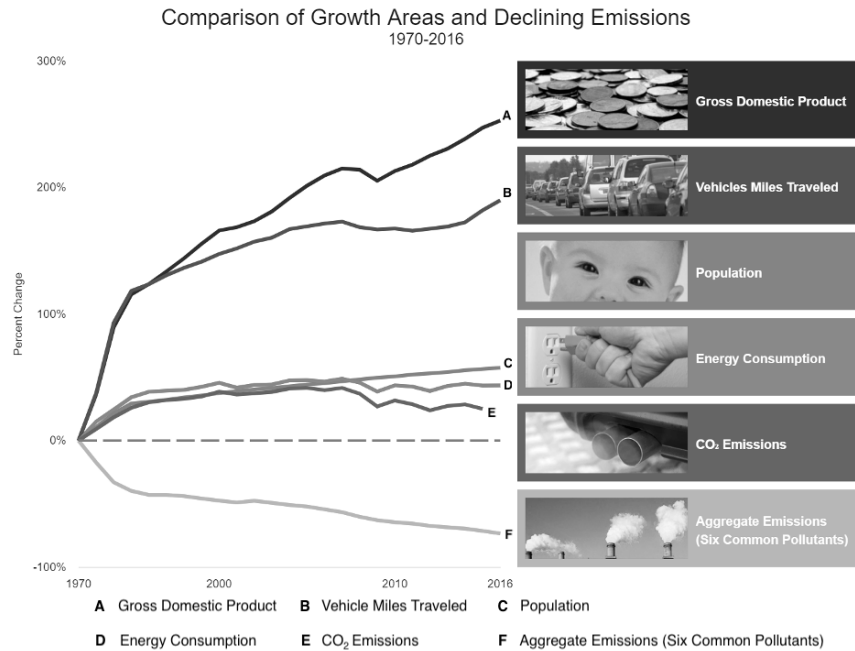 Comparison of Growth Areas and Declining Emissions
1970-2016
300%
200%
100%
0%
-100%
Percent Change
1970
2000
2010
2016
A
B
C
D
E
F
Gross Domestic Product
Vehicles Miles Traveled
Population
Energy Consumption
CO₂ Emissions
Aggregate Emissions
(Six Common Pollutants)
A Gross Domestic Product B Vehicle Miles Traveled C Population
D Energy Consumption E CO₂ Emissions F Aggregate Emissions (Six Common Pollutants)